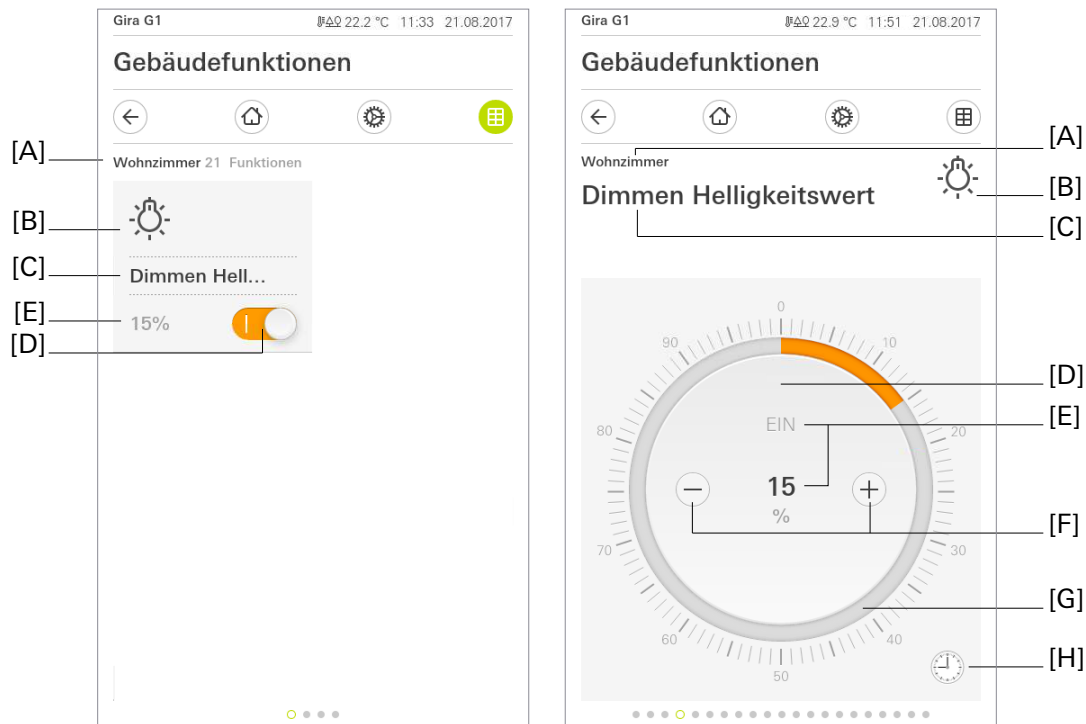 Gira G1 22.2 °C 11:33 21.08.2017
Gebäudefunktionen
Wohnzimmer 21 Funktionen
Dimmen Hell...
15%
[A]
[B]
[C]
[E]
[D]
Gira G1 22.9 °C 11:51 21.08.2017
Gebäudefunktionen
Wohnzimmer
Dimmen Helligkeitswert
0
10
20
30
40
50
60
70
80
90
EIN
15
%
[A]
[B]
[C]
[D]
[E]
[F]
[G]
[H]